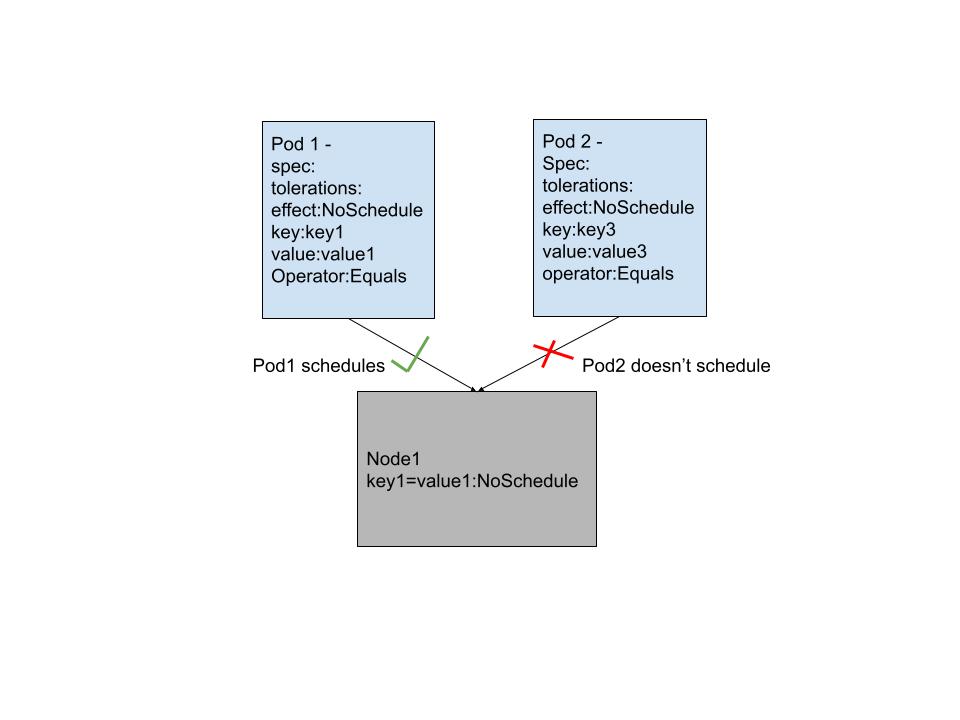 Pod 1 -
spec:
tolerations:
effect:NoSchedule
key:key1
value:value1
Operator:Equals
Pod 2 -
Spec:
tolerations:
effect:NoSchedule
key:key3
value:value3
operator:Equals
Pod1 schedules
Pod2 doesn’t schedule
Node1
key1=value1:NoSchedule